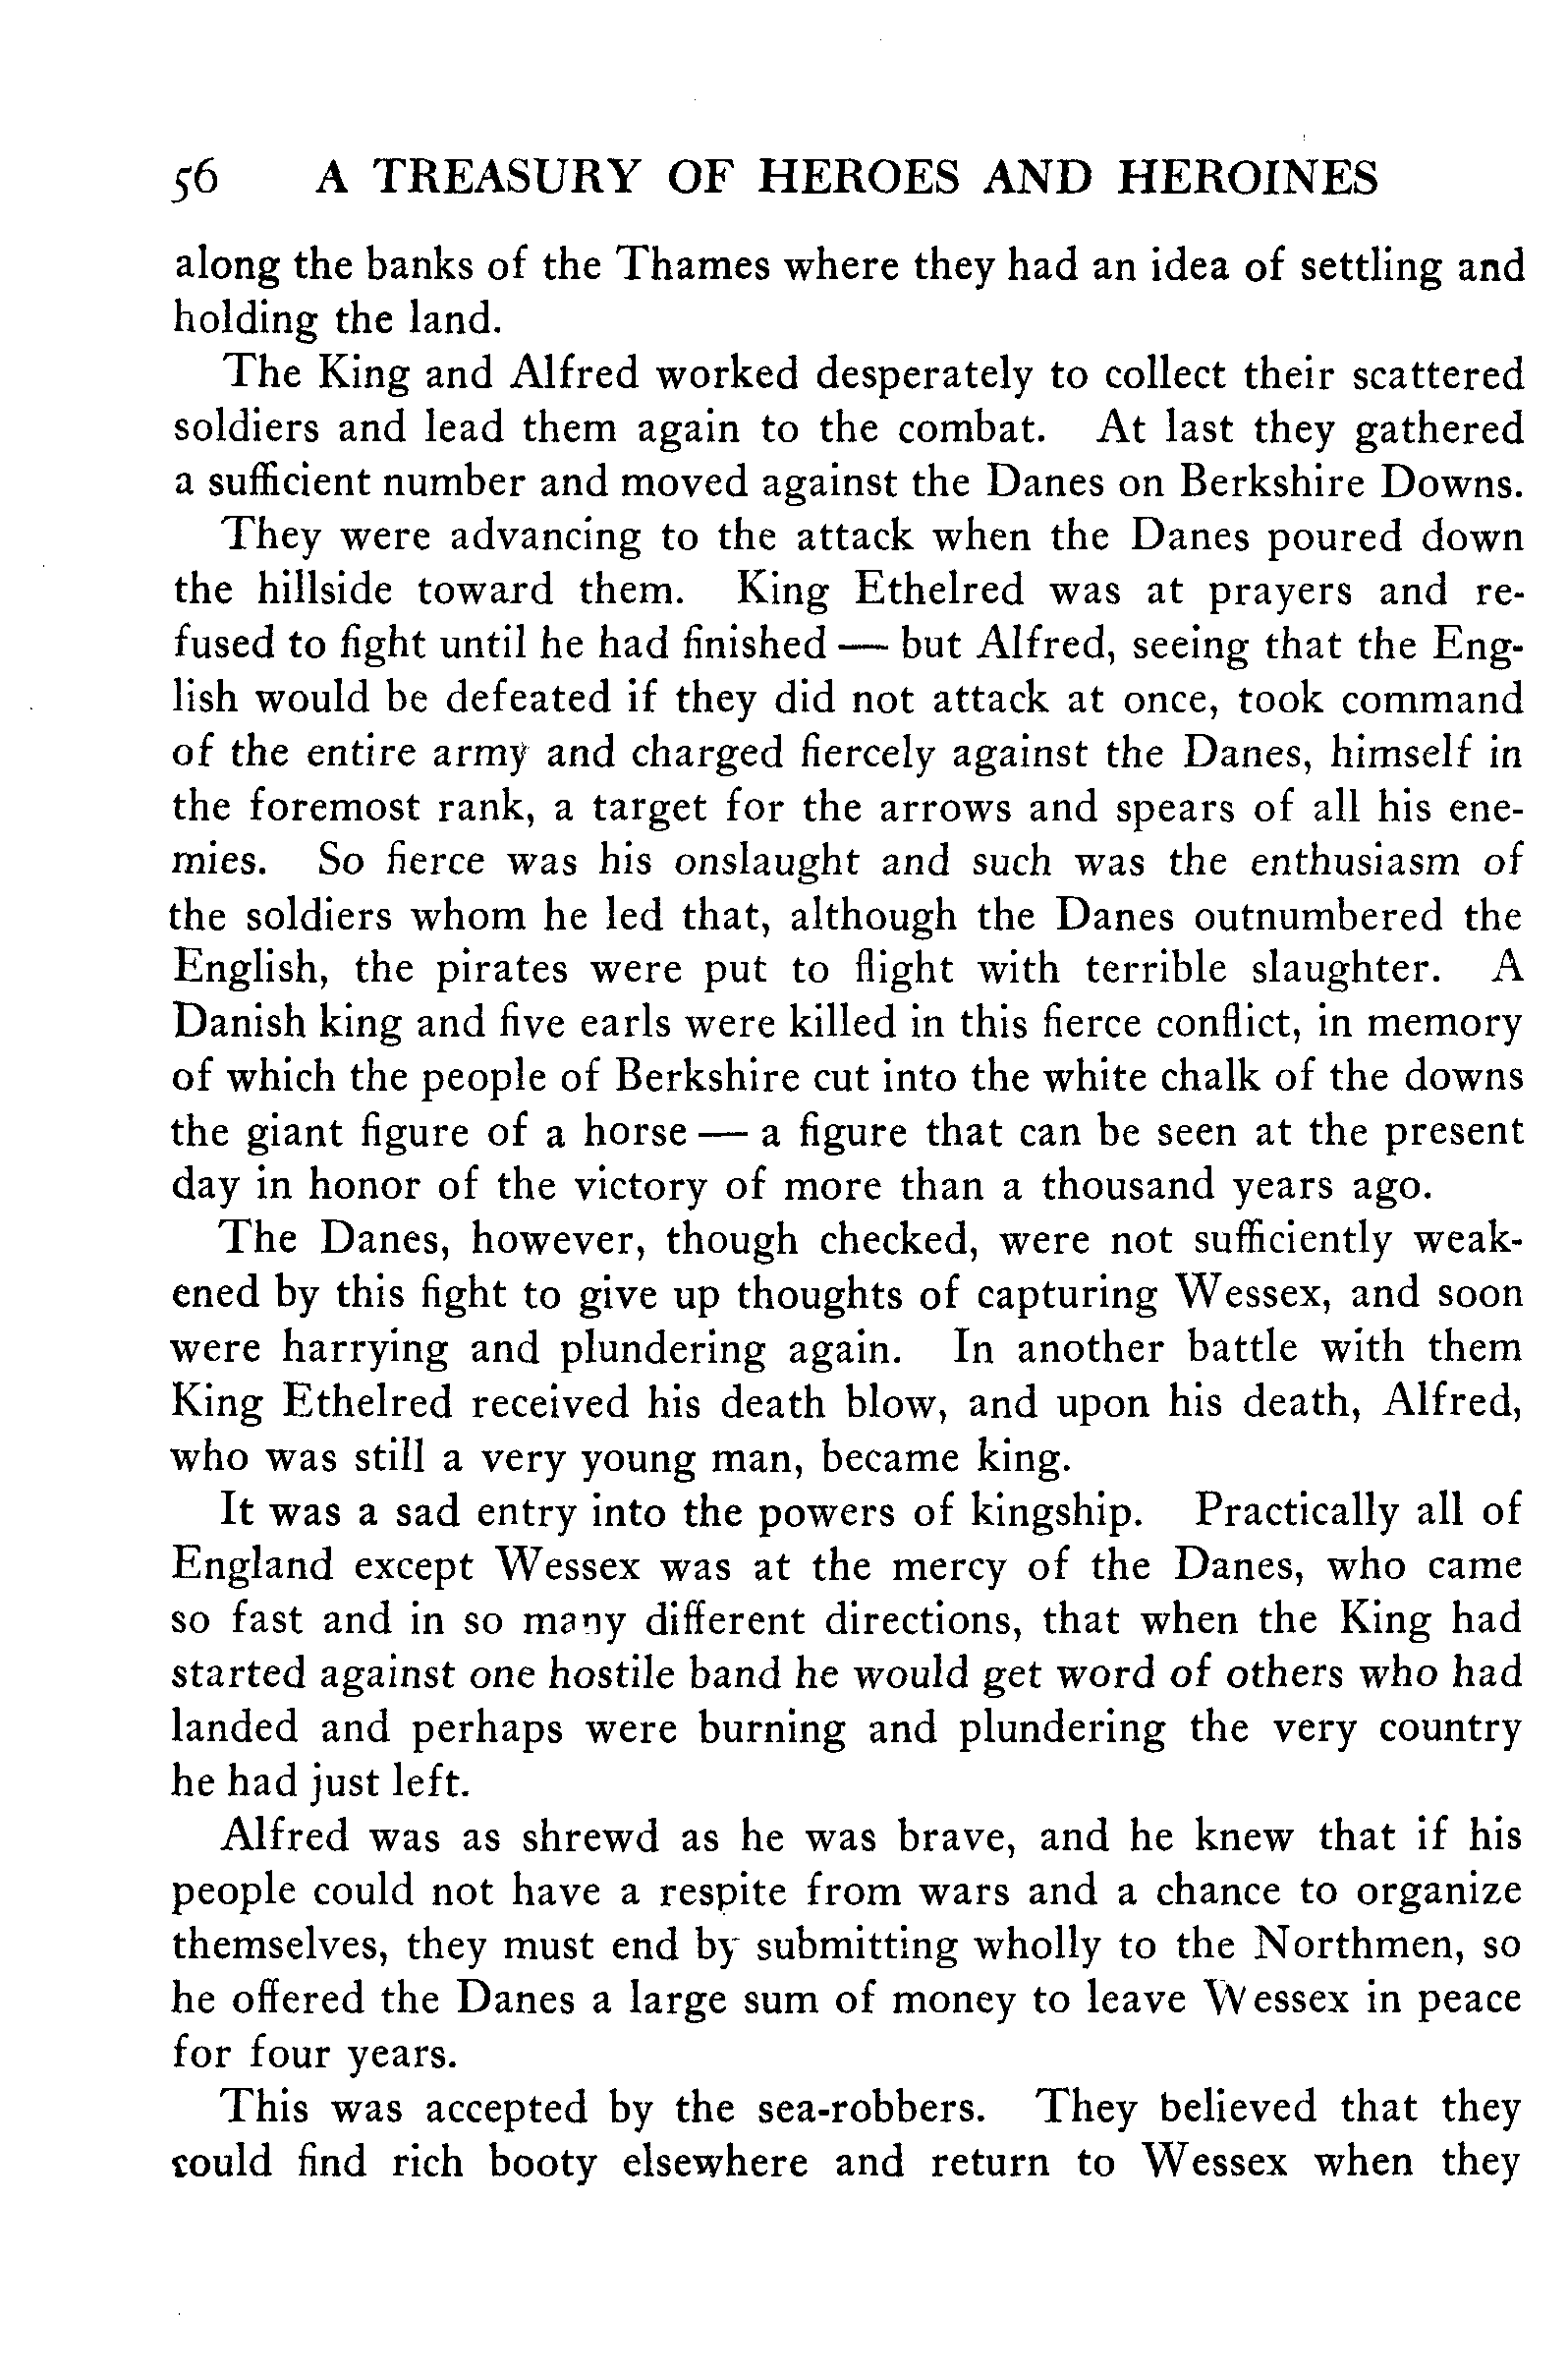 56 A TREASURY OF HEROES AND HEROINES
along the banks of the Thames where they had an idea of settling and
holding the land.
The King and Alfred worked desperately to collect their scattered
soldiers and lead them again to the combat. At last they gathered
a sufficient number and moved against the Danes on Berkshire Downs.
They were advancing to the attack when the Danes poured down
the hillside toward them. King Ethelred was at prayers and re-
fused to fight until he had finished — but Alfred, seeing that the Eng-
lish would be defeated if they did not attack at once, took command
of the entire army and charged fiercely against the Danes, himself in
the foremost rank, a target for the arrows and spears of all his ene-
mies. So fierce was his onslaught and such was the enthusiasm of
the soldiers whom he led that, although the Danes outnumbered the
English, the pirates were put to flight with terrible slaughter. A
Danish king and five earls were killed in this fierce conflict, in memory
of which the people of Berkshire cut into the white chalk of the downs
the giant figure of a horse — a figure that can be seen at the present
day in honor of the victory of more than a thousand years ago.
The Danes, however, though checked, were not sufficiently weak-
ened by this fight to give up thoughts of capturing Wessex, and soon
were harrying and plundering again. In another battle with them
King Ethelred received his death blow, and upon his death, Alfred,
who was still a very young man, became king.
It was a sad entry into the powers of kingship. Practically all of
England except Wessex was at the mercy of the Danes, who came
so fast and in so many different directions, that when the King had
started against one hostile band he would get word of others who had
landed and perhaps were burning and plundering the very country
he had just left.
Alfred was as shrewd as he was brave, and he knew that if his
people could not have a respite from wars and a chance to organize
themselves, they must end by submitting wholly to the Northmen, so
he offered the Danes a large sum of money to leave Wessex in peace
for four years.
This was accepted by the sea-robbers. They believed that they
could find rich booty elsewhere and return to Wessex when they